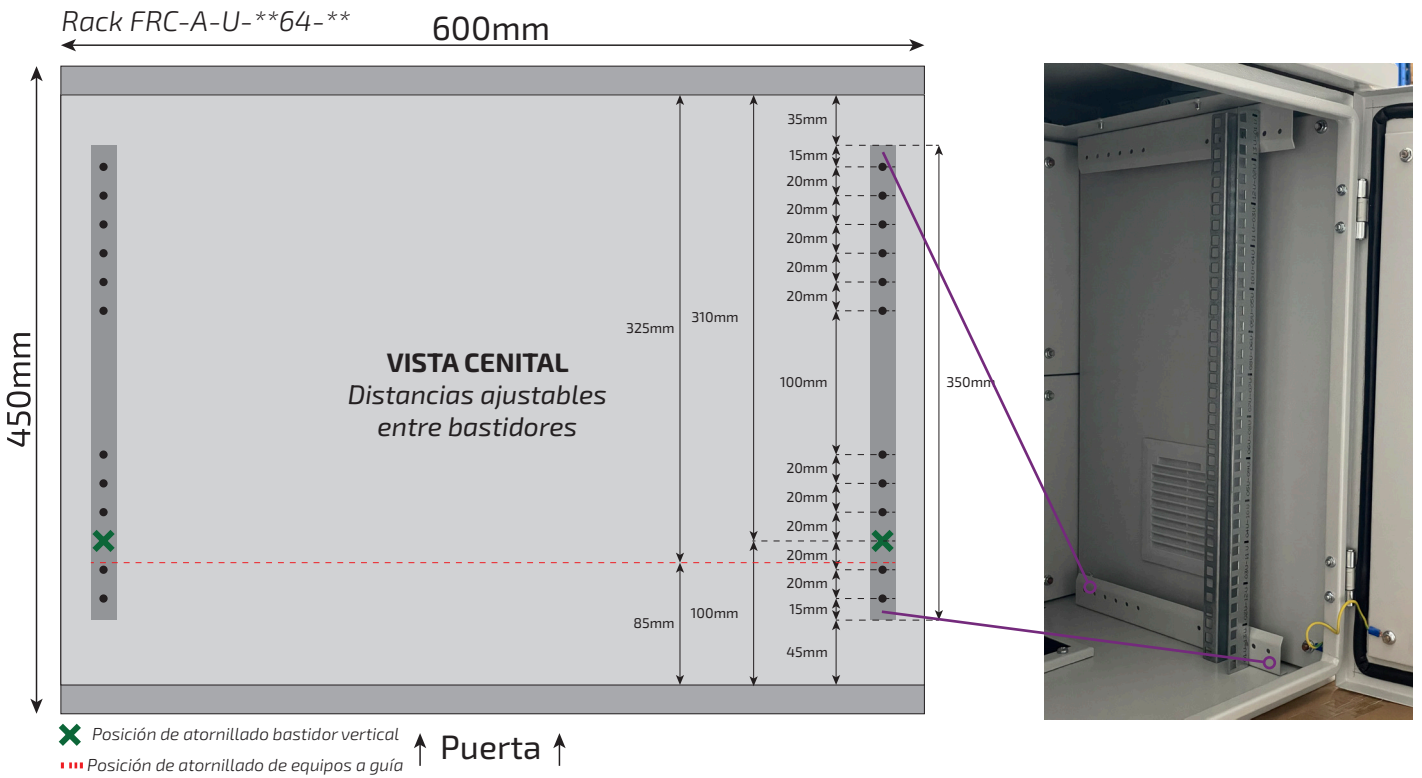 Rack FRC-A-U-**64-**
600mm
450mm
35mm
15mm
20mm
20mm
20mm
20mm
20mm
325mm
310mm
100mm
350mm
VISTA CENITAL
Distancias ajustables
entre bastidores
20mm
20mm
20mm
20mm
20mm
15mm
85mm
100mm
45mm
Posición de atornillado bastidor vertical
Puerta
Posición de atornillado de equipos a guía